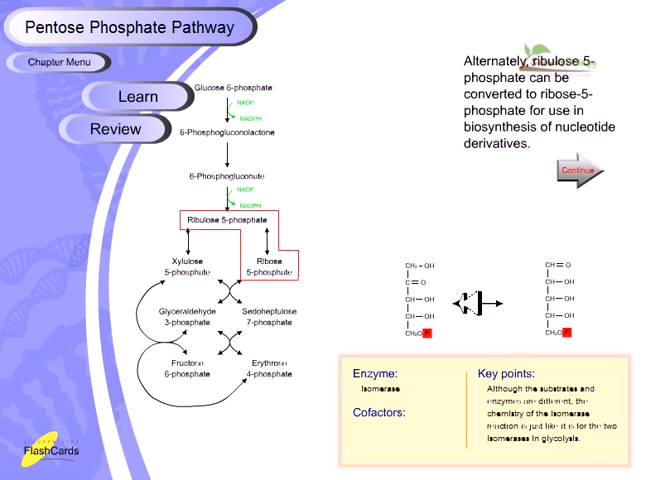 Pentose Phosphate Pathway
Chapter Menu
Learn
Review
Alternately, ribulose 5-
phosphate can be
converted to ribose-5-
phosphate for use in
biosynthesis of nucleotide
derivatives.
Continue
Glucose 6-phosphate
NADP
NADPH
6-Phosphogluconolactone
6-Phosphogluconate
NADP
NADPH
Ribulose 5-phosphate
Xylulose
5-phosphate
Ribose
5-phosphate
Glyceraldehyde
3-phosphate
Sedoheptulose
7-phosphate
Fructose
6-phosphate
Erythrose
4-phosphate
CH₂ – OH
C = O
CH – OH
CH – OH
CH₂O P
CH = O
CH – OH
CH – OH
CH – OH
CH₂O P
Enzyme:
Isomerase
Cofactors:
Key points:
Although the substrates and
enzymes are different, the
chemistry of the isomerase
reaction is just like it is for the two
isomerases in glycolysis.
BIOCHEMISTRY
FlashCards